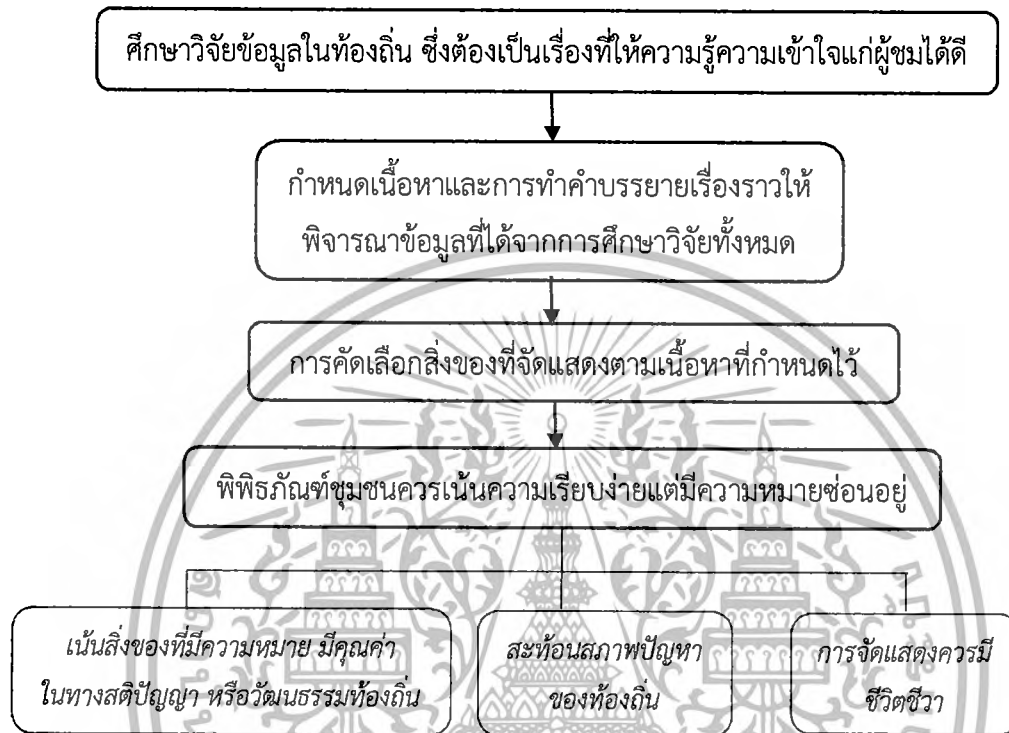 ศึกษาวิจัยข้อมูลในท้องถิ่น ซึ่งต้องเป็นเรื่องที่ให้ความรู้ความเข้าใจแก่ผู้ชมได้ดี
กำหนดเนื้อหาและการทำคำบรรยายเรื่องราวให้
พิจารณาข้อมูลที่ได้จากการศึกษาวิจัยทั้งหมด
การคัดเลือกสิ่งของที่จัดแสดงตามเนื้อหาที่กำหนดไว้
พิพิธภัณฑ์ชุมชนควรเน้นความเรียบง่ายแต่มีความหมายซ่อนอยู่
เน้นสิ่งของที่มีความหมาย มีคุณค่า
ในทางสติปัญญา หรือวัฒนธรรมท้องถิ่น
สะท้อนสภาพปัญหา
ของท้องถิ่น
การจัดแสดงควรมี
ชีวิตชีวา